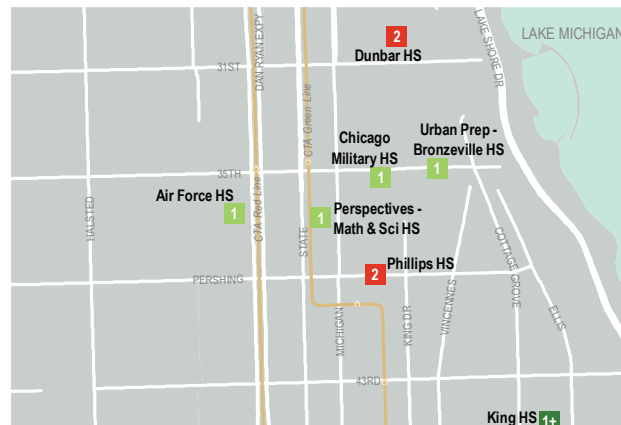 2
Dunbar HS
LAKE MICHIGAN
LAKE SHORE DR
DAN RYAN EXPY
31ST
CTA Green Line
Chicago
Military HS
1
Urban Prep -
Bronzeville HS
1
35TH
Air Force HS
1
CTA Red Line
HALSTED
STATE
1
Perspectives -
Math & Sci HS
2
Phillips HS
PERSHING
COTTAGE GROVE
VINCENNES
ELLIS
MICHIGAN
KING DR
43RD
King HS
1+